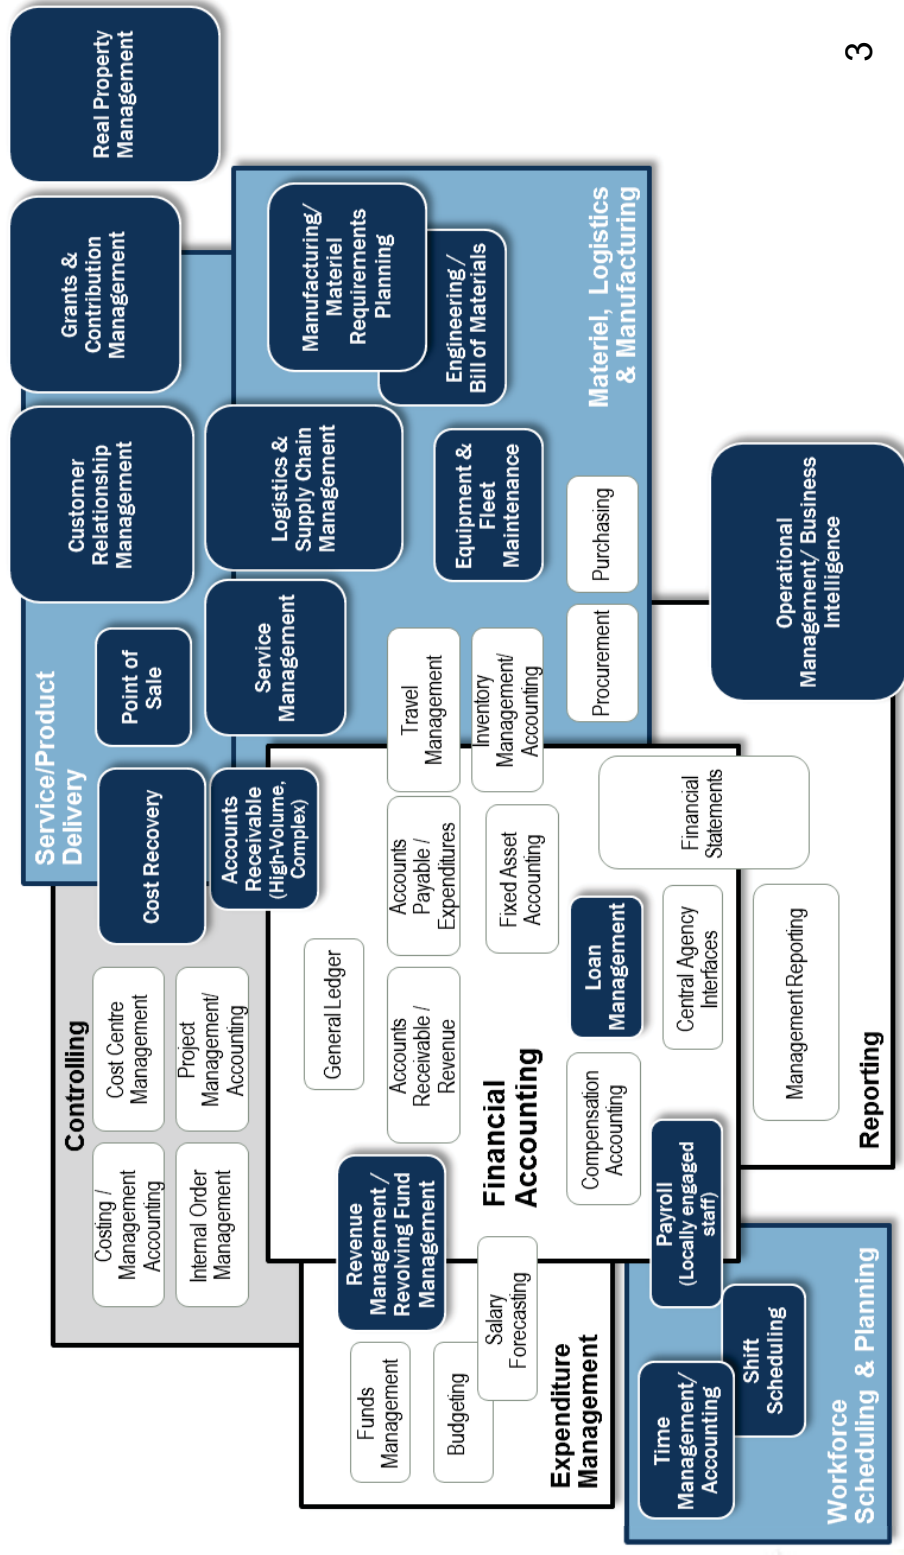 Controlling
Costing /
Management
Accounting
Cost Centre
Management
Internal Order
Management
Project
Management/
Accounting
Service/Product
Delivery
Cost Recovery
Point of
Sale
Customer
Relationship
Management
Grants &
Contribution
Management
Real Property
Management
Accounts
Receivable
(High-Volume,
Complex)
Service
Management
Logistics &
Supply Chain
Management
Manufacturing/
Materiel
Requirements
Planning
Engineering /
Bill of Materials
Equipment &
Fleet
Maintenance
Procurement
Purchasing
Materiel, Logistics
& Manufacturing
General Ledger
Revenue
Management /
Revolving Fund
Management
Accounts
Receivable /
Revenue
Accounts
Payable /
Expenditures
Travel
Management
Financial
Accounting
Fixed Asset
Accounting
Inventory
Management/
Accounting
Funds
Management
Budgeting
Salary
Forecasting
Expenditure
Management
Compensation
Accounting
Loan
Management
Central Agency
Interfaces
Financial
Statements
Payroll
(Locally engaged
staff)
Time
Management/
Accounting
Shift
Scheduling
Workforce
Scheduling & Planning
Management Reporting
Reporting
Operational
Management/ Business
Intelligence
3